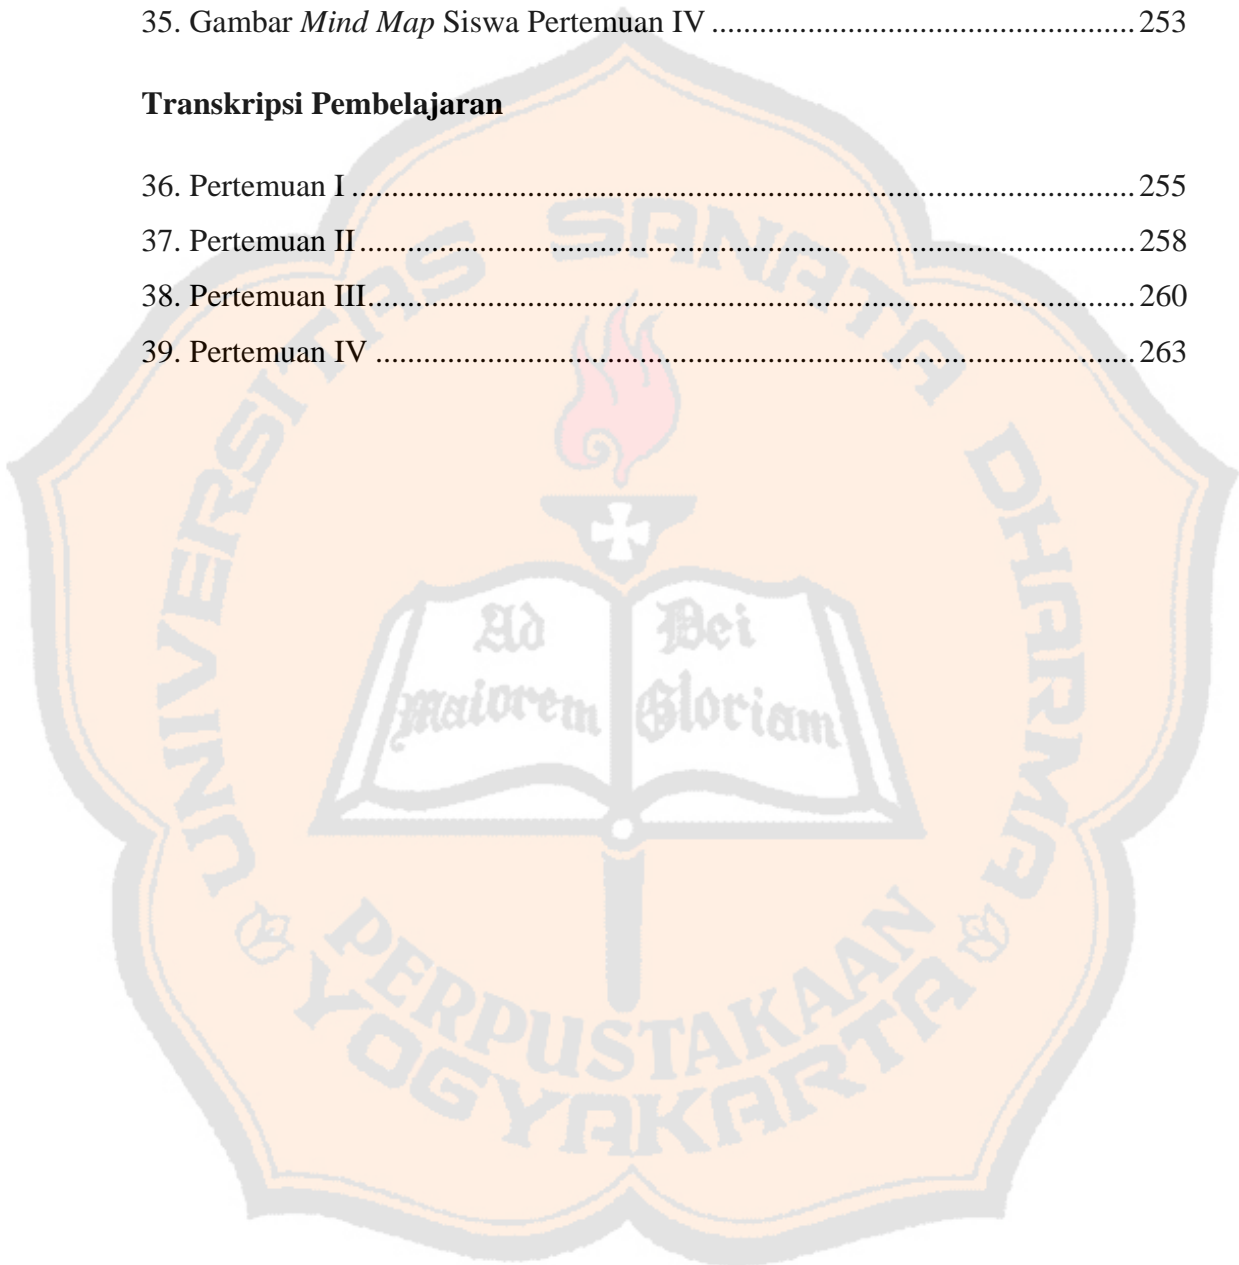 35. Gambar Mind Map Siswa Pertemuan IV ............................................. 253
Transkripsi Pembelajaran
36. Pertemuan I .................................................................................... 255
37. Pertemuan II ................................................................................... 258
38. Pertemuan III.................................................................................. 260
39. Pertemuan IV ................................................................................. 263
UNIVERSITAS SANATA DHARMA
Ad Dei
Maiorem Gloriam
PERPUSTAKAAN
YOGYAKARTA